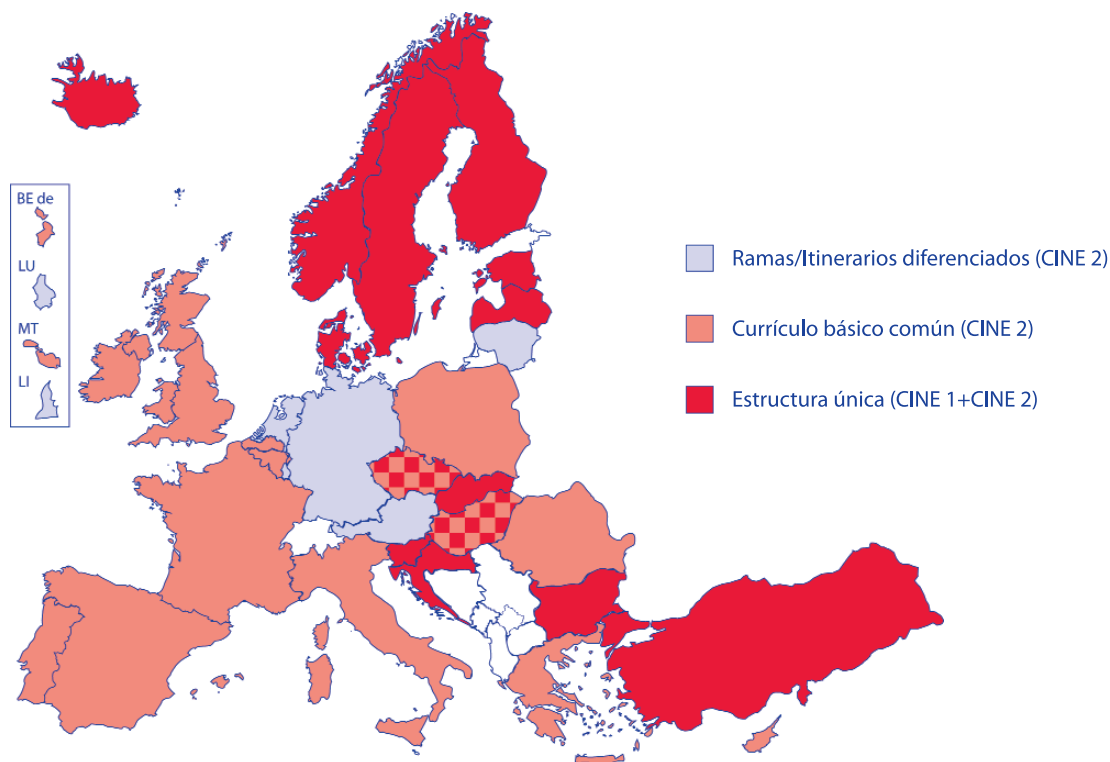 BE de
LU
MT
LI
Ramas/Itinerarios diferenciados (CINE 2)
Currículo básico común (CINE 2)
Estructura única (CINE 1+CINE 2)